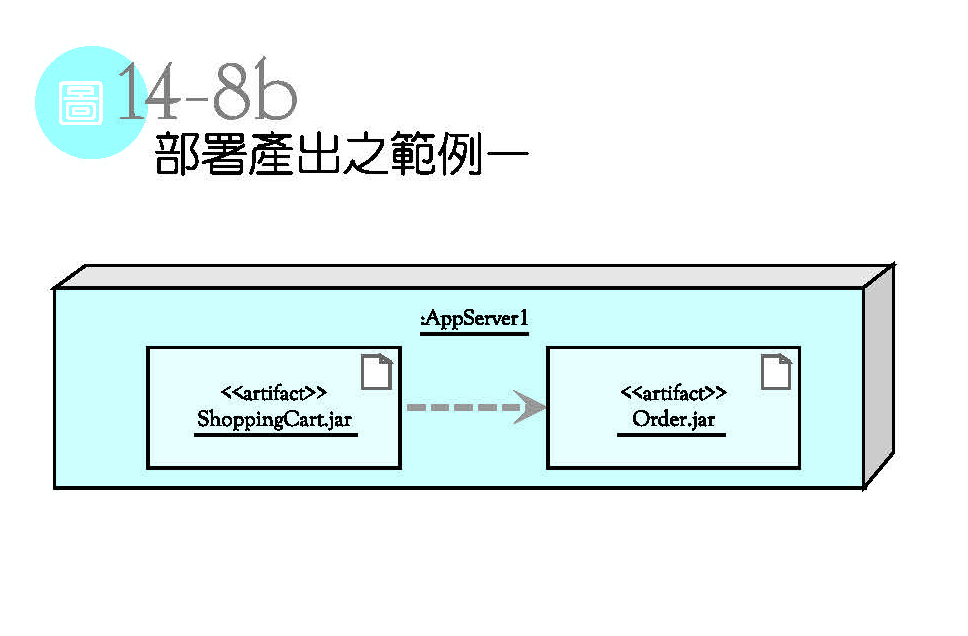 圖 14-8b
部署產出之範例一
:AppServer1
<<artifact>>
ShoppingCart.jar
<<artifact>>
Order.jar